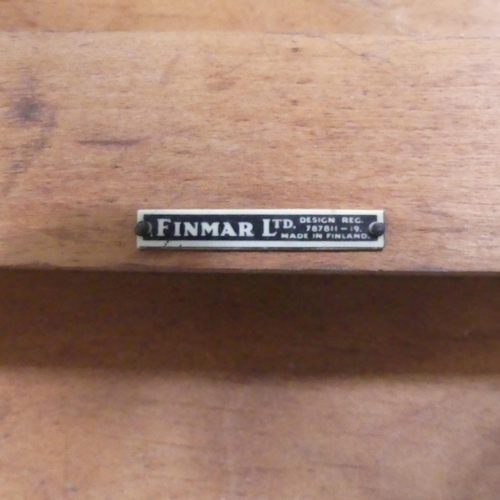 FINMAR LTD. DESIGN REG.
787811-19.
MADE IN FINLAND.